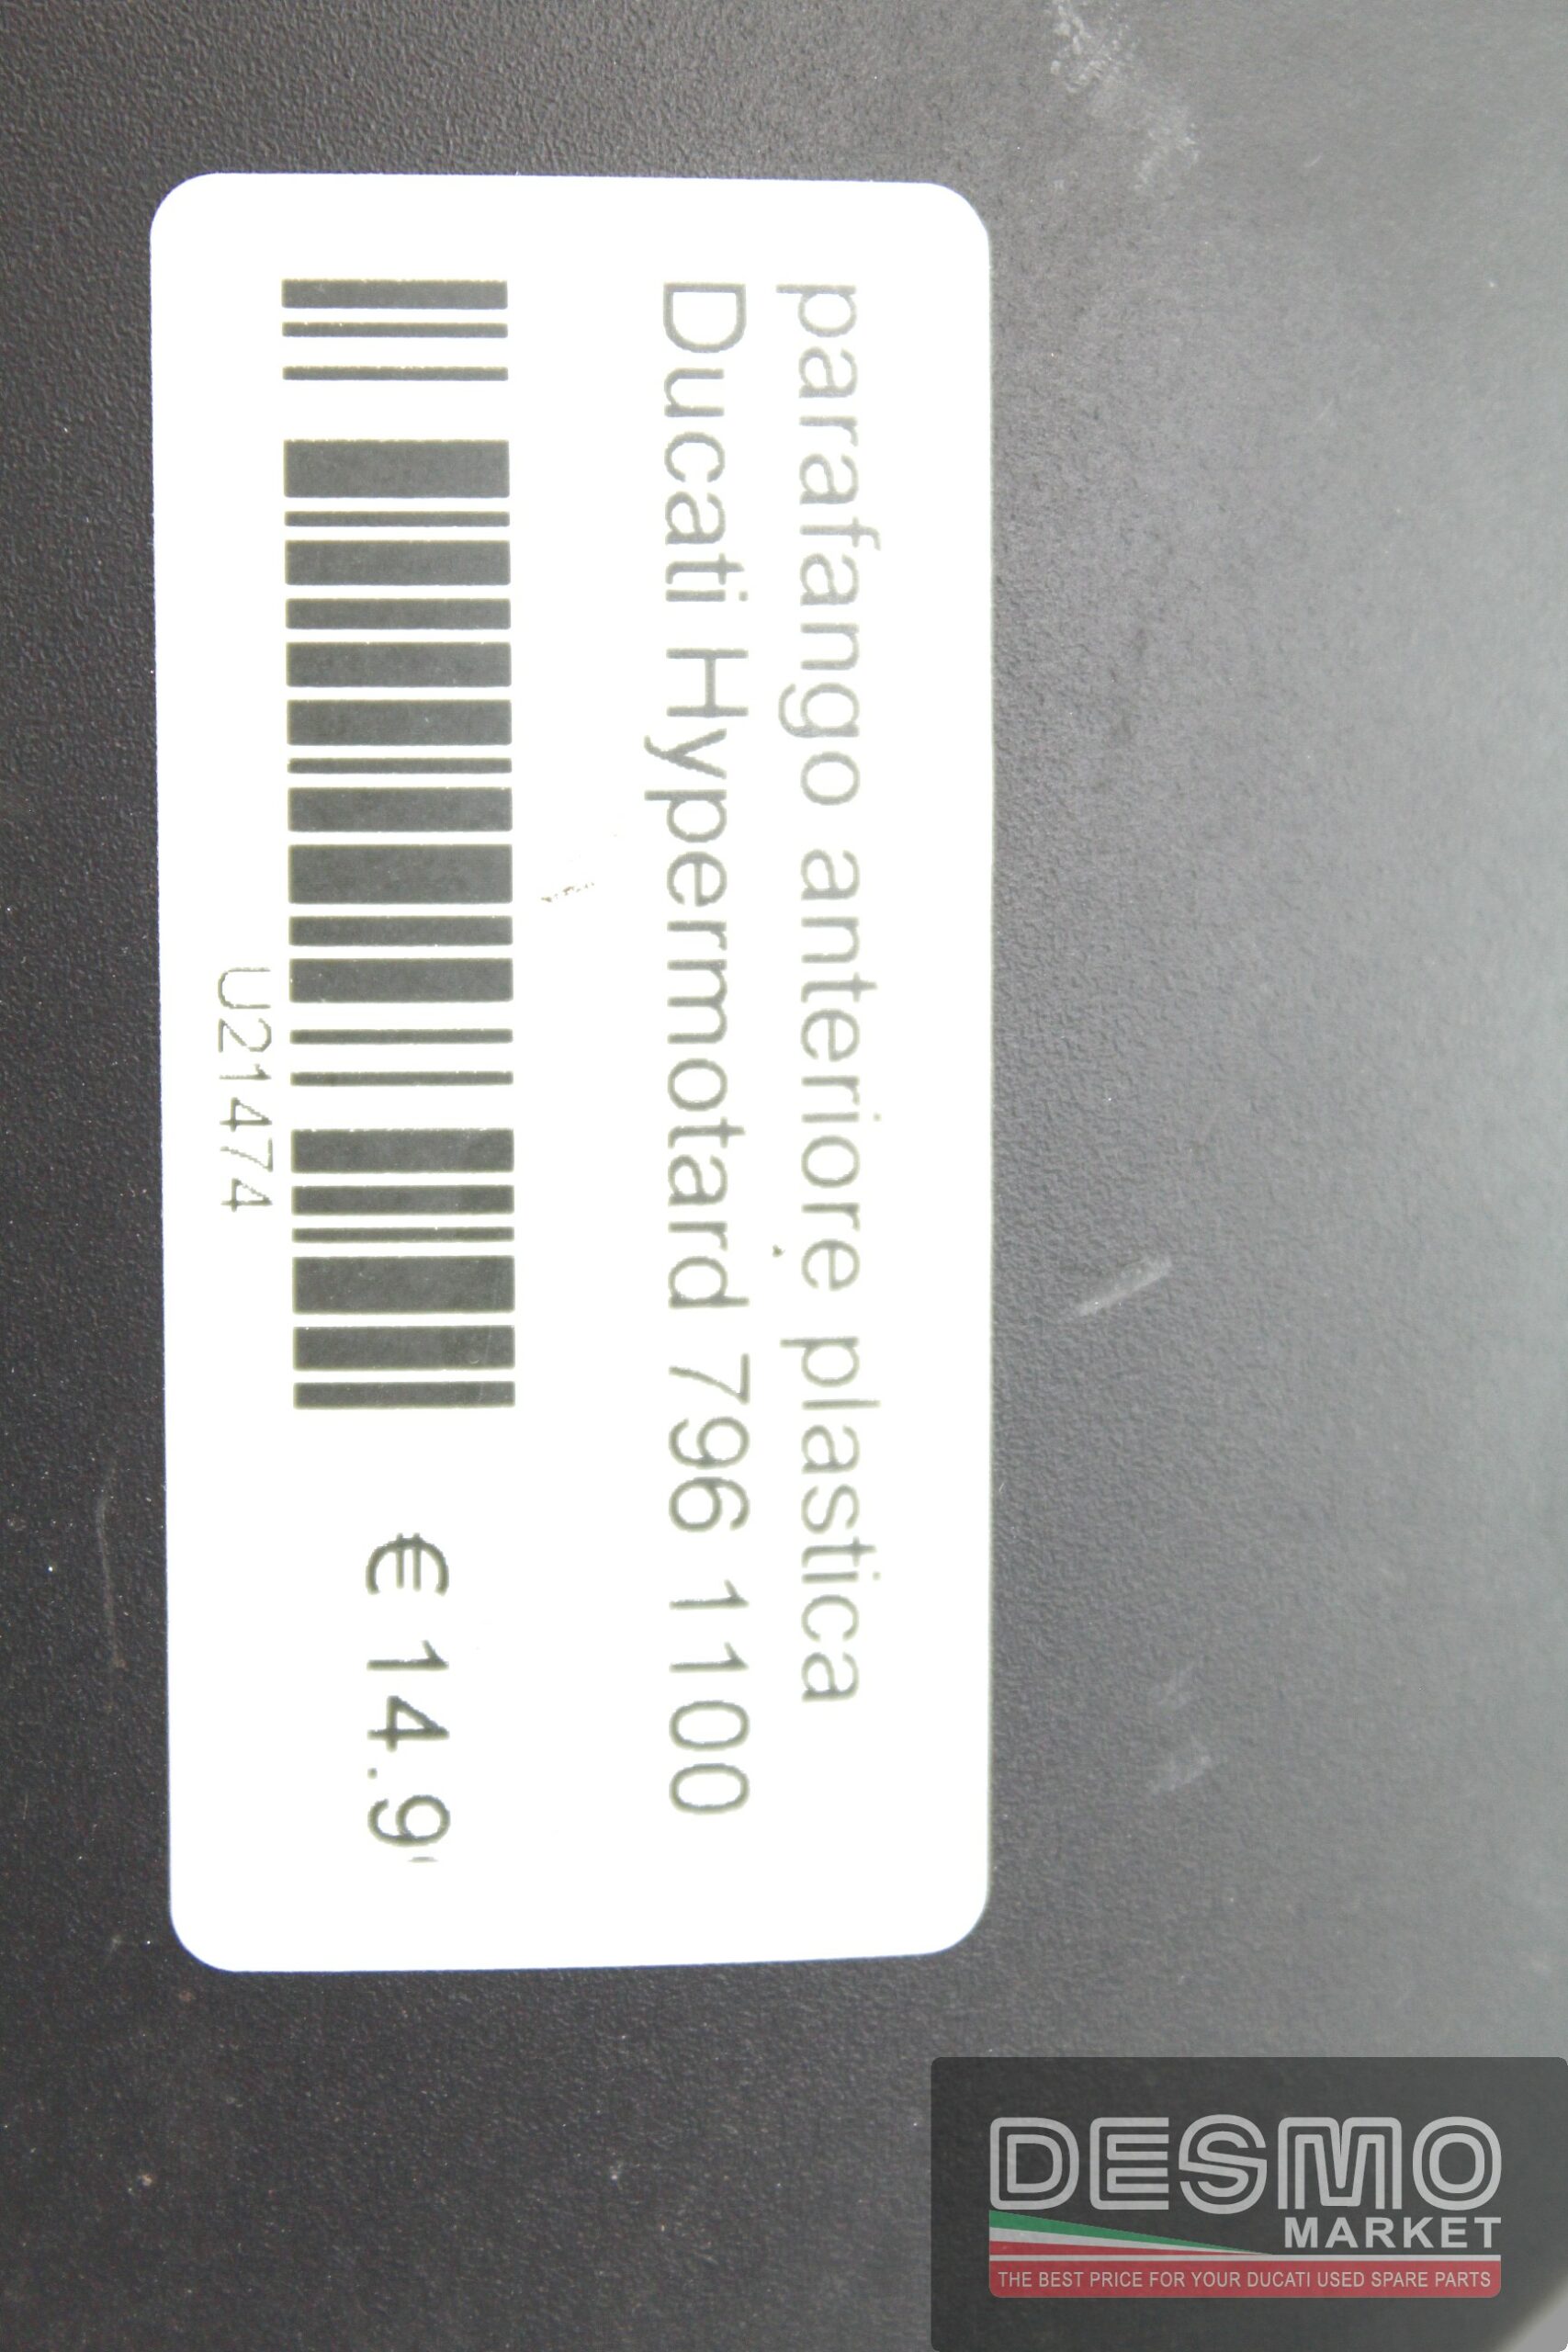 parafango anteriore plastica
Ducati Hypermotard 796 1100
€ 14.9
U21474
DESMO
MARKET
THE BEST PRICE FOR YOUR DUCATI USED SPARE PARTS